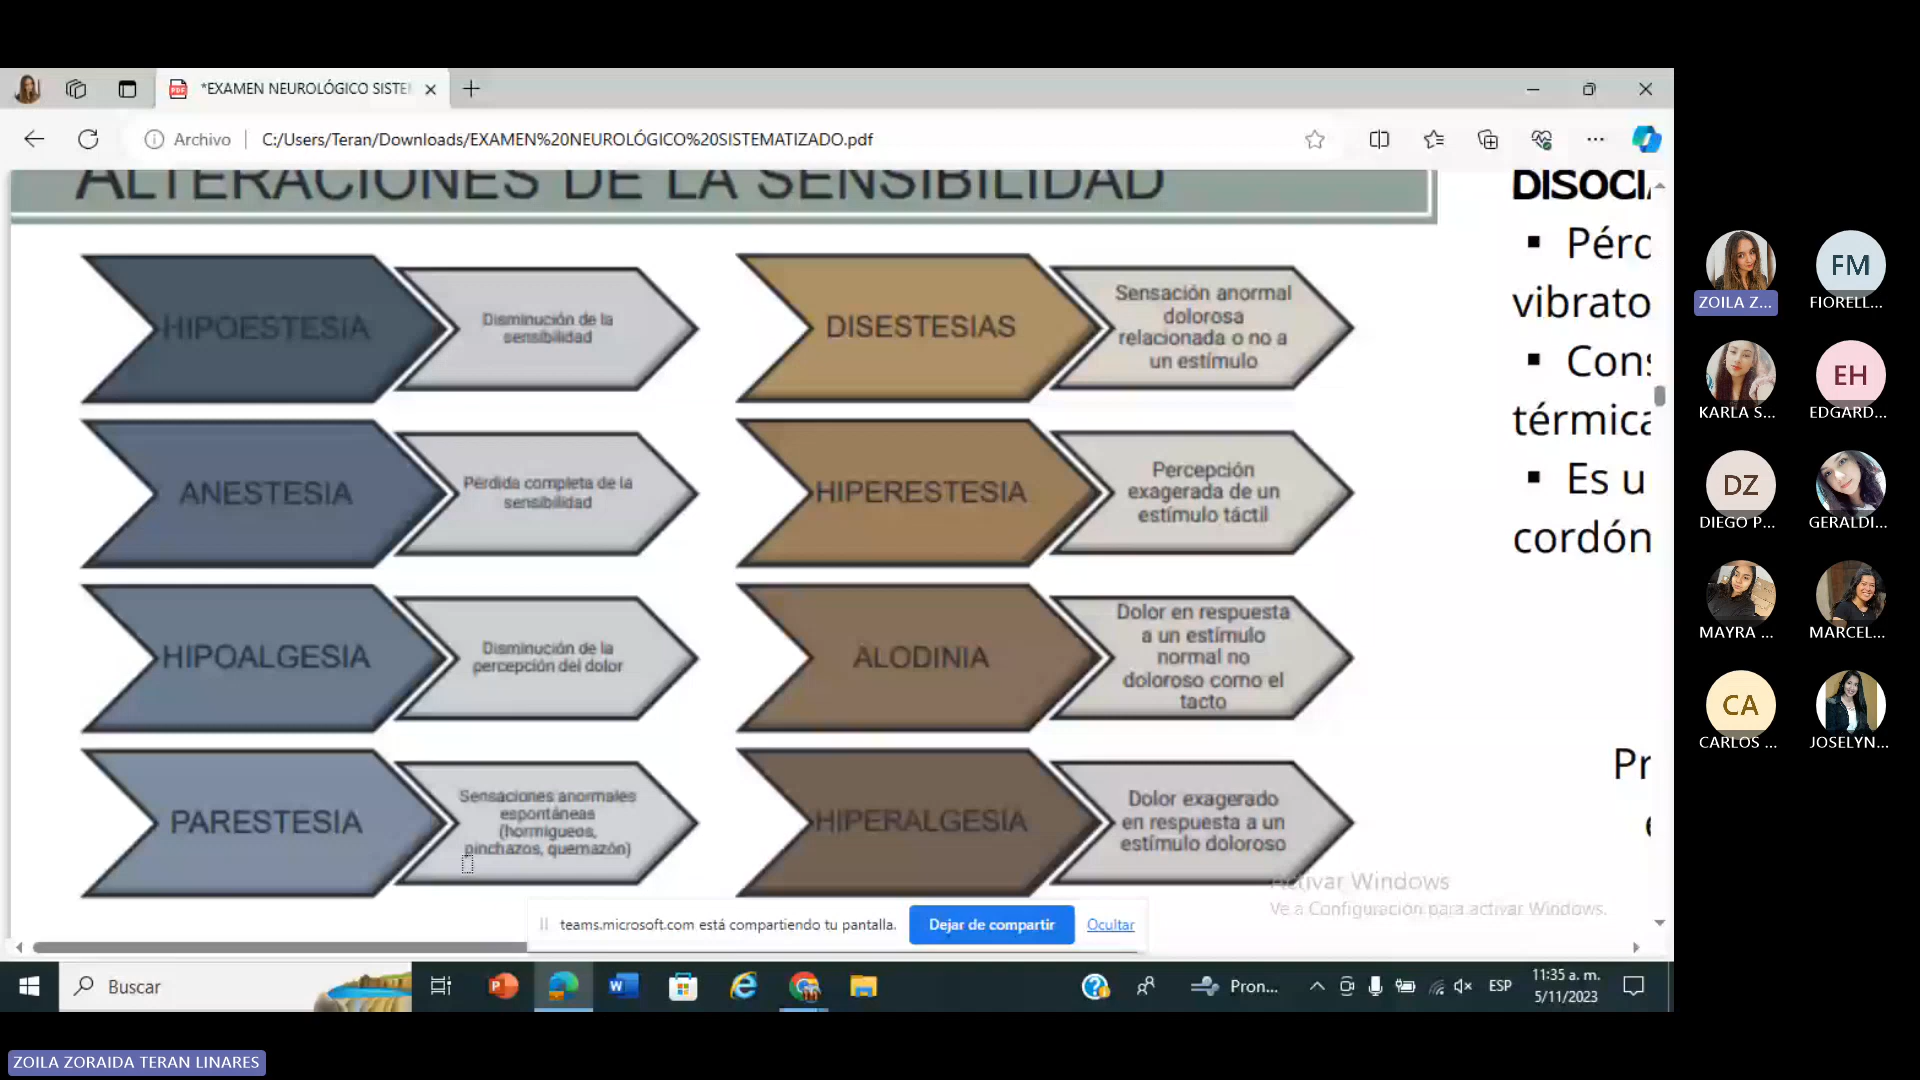 *EXAMEN NEUROLÓGICO SISTE
Archivo
C:/Users/Teran/Downloads/EXAMEN%20NEUROLÓGICO%20SISTEMATIZADO.pdf
ALTERACIONES DE LA SENSIBILIDAD
HIPOESTESIA
Disminución de la
sensibilidad
ANESTESIA
Pérdida completa de la
sensibilidad
HIPOALGESIA
Disminución de la
percepción del dolor
PARESTESIA
Sensaciones anormales
espontáneas
(hormigueos,
pinchazos, quemazón)
DISESTESIAS
Sensación anormal
dolorosa
relacionada o no a
un estímulo
HIPERESTESIA
Percepción
exagerada de un
estímulo táctil
ALODINIA
Dolor en respuesta
a un estímulo
normal no
doloroso como el
tacto
HIPERALGESIA
Dolor exagerado
en respuesta a un
estímulo doloroso
DISOCI
▪ Pérd
vibrato
▪ Cons
térmica
▪ Es u
cordón
Pr
Activar Windows
Ve a Configuración para activar Windows.
teams.microsoft.com está compartiendo tu pantalla.
Dejar de compartir
Ocultar
Buscar
Pron...
ESP
11:35 a. m.
5/11/2023
ZOILA Z...
FM
FIORELL...
KARLA S...
EH
EDGARD...
DZ
DIEGO P...
GERALDI...
MAYRA ...
MARCEL...
CA
CARLOS ...
JOSELYN...
ZOILA ZORAIDA TERAN LINARES